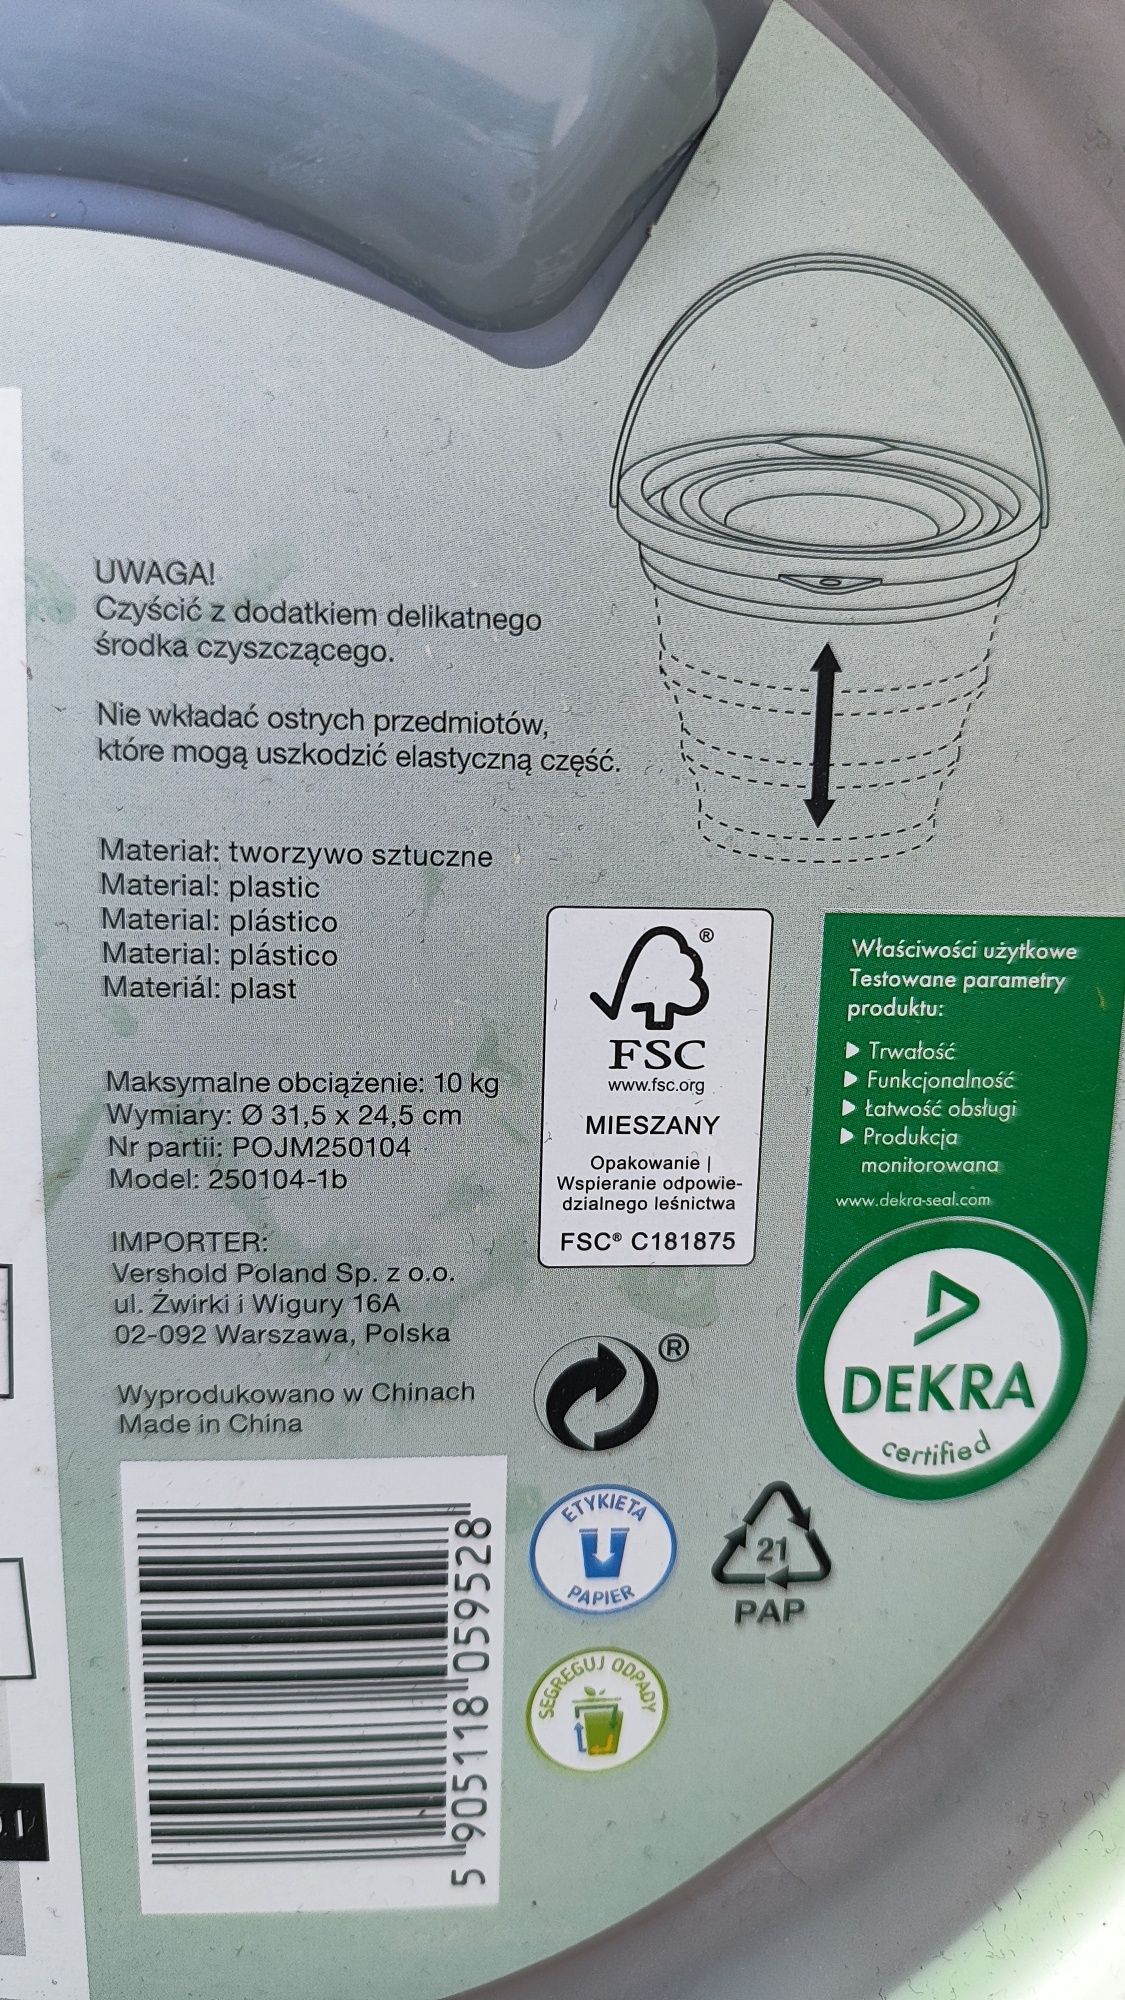 UWAGA!
Czyścić z dodatkiem delikatnego
środka czyszczącego.
Nie wkładać ostrych przedmiotów,
które mogą uszkodzić elastyczną część.
Materiał: tworzywo sztuczne
Material: plastic
Material: plástico
Material: plástico
Materiál: plast
Maksymalne obciążenie: 10 kg
Wymiary: Ø 31,5 x 24,5 cm
Nr partii: POJM250104
Model: 250104-1b
IMPORTER:
Vershold Poland Sp. z o.o.
ul. Żwirki i Wigury 16A
02-092 Warszawa, Polska
Wyprodukowano w Chinach
Made in China
5 905118 059528
®
FSC
www.fsc.org
MIESZANY
Opakowanie |
Wspieranie odpowie-
dzialnego leśnictwa
FSC® C181875
®
ETYKIETA
PAPIER
21
PAP
SEGREGUJ ODPADY
Właściwości użytkowe
Testowane parametry
produktu:
Trwałość
Funkcjonalność
Łatwość obsługi
Produkcja
monitorowana
www.dekra-seal.com
DEKRA
certified